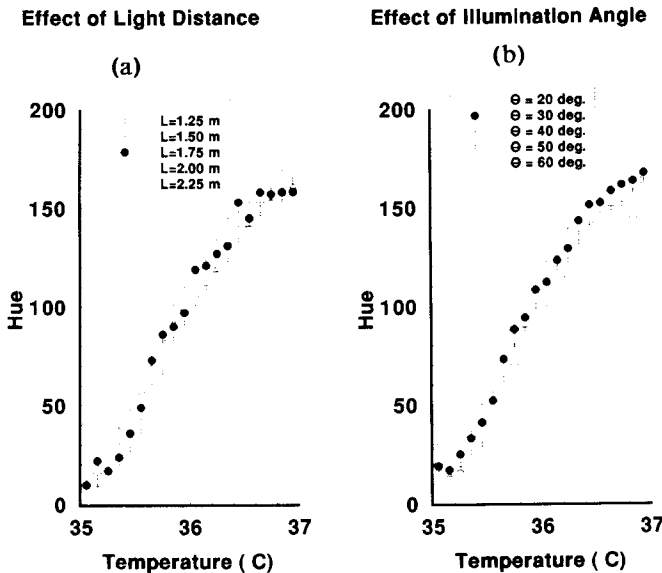 Effect of Light Distance
(a)
200
150
100
50
0
Hue
L=1.25 m
L=1.50 m
L=1.75 m
L=2.00 m
L=2.25 m
35
36
37
Temperature ( C)
Effect of Illumination Angle
(b)
200
150
100
50
0
Hue
Θ = 20 deg.
Θ = 30 deg.
Θ = 40 deg.
Θ = 50 deg.
Θ = 60 deg.
35
36
37
Temperature ( C)